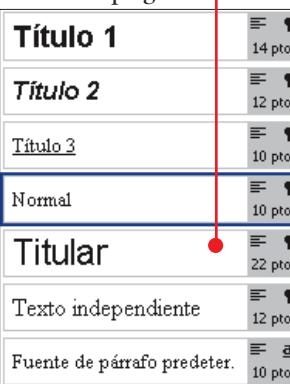 Título 1
14 pto
Título 2
12 pto
Título 3
10 pto
Normal
10 pto
Titular
22 pto
Texto independiente
12 pto
Fuente de párrafo predeter.
10 pto